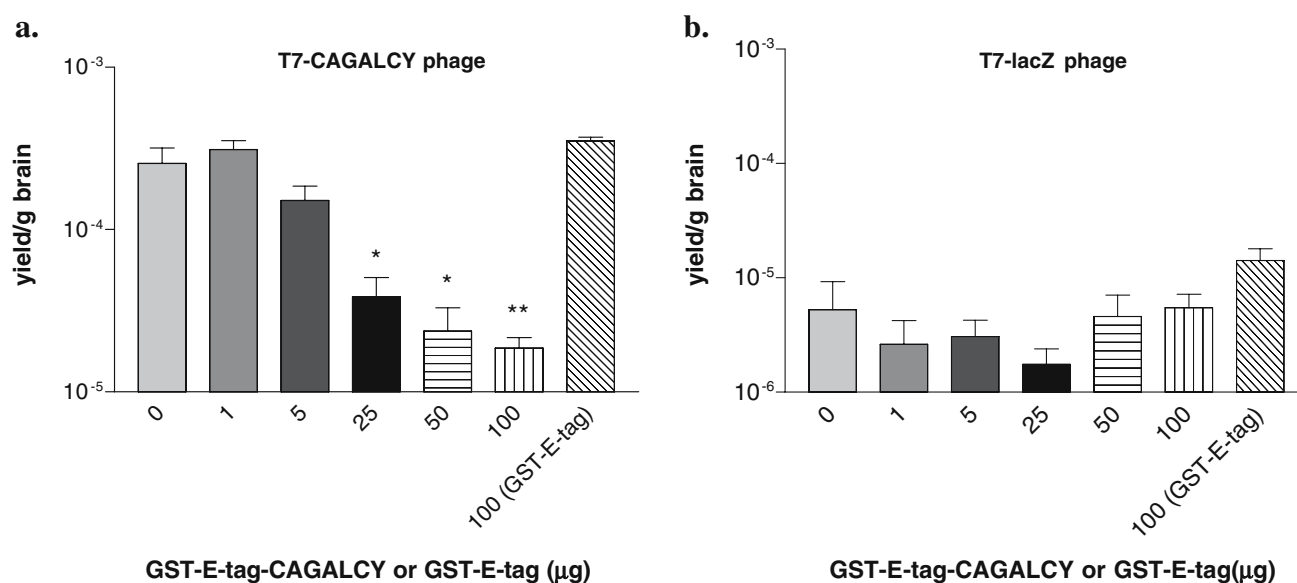 a.
T7-CAGALCY phage
yield/g brain
10⁻³
10⁻⁴
10⁻⁵
0 1 5 25 50 100 100 (GST-E-tag)
* * **
GST-E-tag-CAGALCY or GST-E-tag (µg)
b.
T7-lacZ phage
yield/g brain
10⁻³
10⁻⁴
10⁻⁵
10⁻⁶
0 1 5 25 50 100 100 (GST-E-tag)
GST-E-tag-CAGALCY or GST-E-tag(µg)